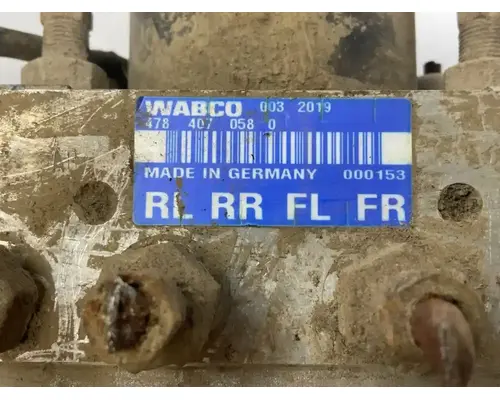 WABCO 003 2019
478 407 058 0
MADE IN GERMANY 000153
RL RR FL FR